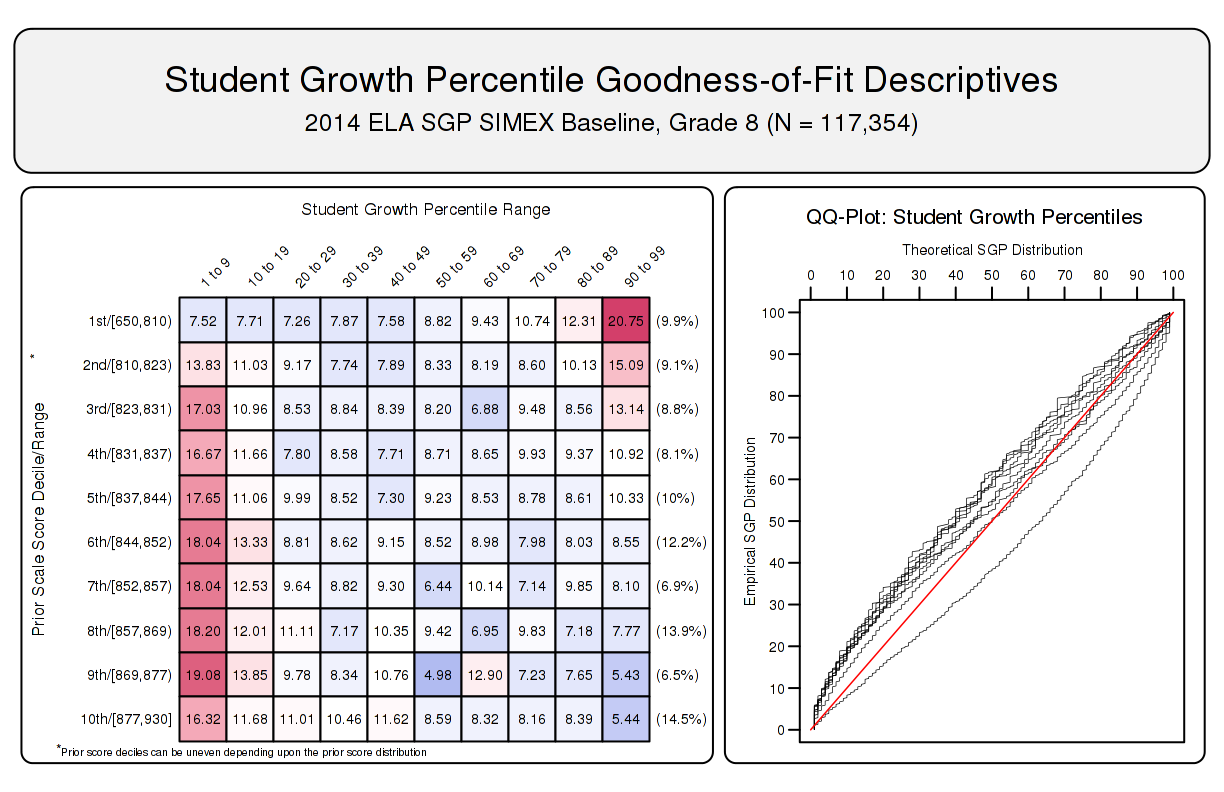 Student Growth Percentile Goodness-of-Fit Descriptives
2014 ELA SGP SIMEX Baseline, Grade 8 (N = 117,354)
Student Growth Percentile Range
1 to 9 10 to 19 20 to 29 30 to 39 40 to 49 50 to 59 60 to 69 70 to 79 80 to 89 90 to 99
Prior Scale Score Decile/Range *
1st/[650,810) 7.52 7.71 7.26 7.87 7.58 8.82 9.43 10.74 12.31 20.75 (9.9%)
2nd/[810,823) 13.83 11.03 9.17 7.74 7.89 8.33 8.19 8.60 10.13 15.09 (9.1%)
3rd/[823,831) 17.03 10.96 8.53 8.84 8.39 8.20 6.88 9.48 8.56 13.14 (8.8%)
4th/[831,837) 16.67 11.66 7.80 8.58 7.71 8.71 8.65 9.93 9.37 10.92 (8.1%)
5th/[837,844) 17.65 11.06 9.99 8.52 7.30 9.23 8.53 8.78 8.61 10.33 (10%)
6th/[844,852) 18.04 13.33 8.81 8.62 9.15 8.52 8.98 7.98 8.03 8.55 (12.2%)
7th/[852,857) 18.04 12.53 9.64 8.82 9.30 6.44 10.14 7.14 9.85 8.10 (6.9%)
8th/[857,869) 18.20 12.01 11.11 7.17 10.35 9.42 6.95 9.83 7.18 7.77 (13.9%)
9th/[869,877) 19.08 13.85 9.78 8.34 10.76 4.98 12.90 7.23 7.65 5.43 (6.5%)
10th/[877,930] 16.32 11.68 11.01 10.46 11.62 8.59 8.32 8.16 8.39 5.44 (14.5%)
*Prior score deciles can be uneven depending upon the prior score distribution
QQ-Plot: Student Growth Percentiles
Theoretical SGP Distribution
0 10 20 30 40 50 60 70 80 90 100
Empirical SGP Distribution
100
90
80
70
60
50
40
30
20
10
0